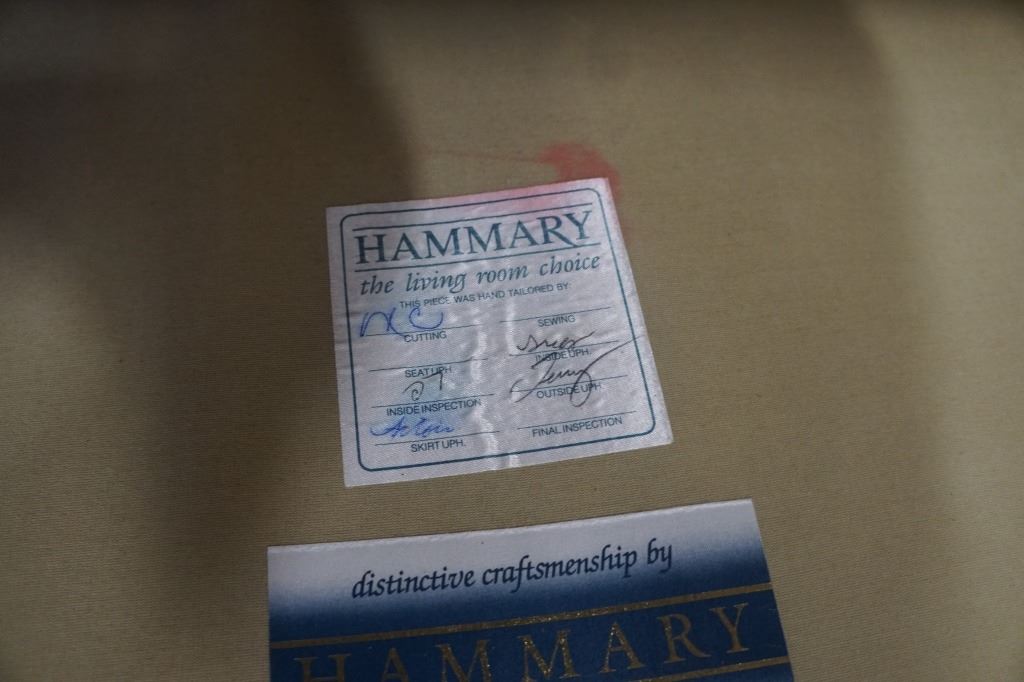 HAMMARY
the living room choice
THIS PIECE WAS HAND TAILORED BY:
CUTTING
SEWING
SEAT UPH.
INSIDE UPH.
INSIDE INSPECTION
Jerry
OUTSIDE UPH.
SKIRT UPH.
FINAL INSPECTION
distinctive craftsmenship by
HAMMARY